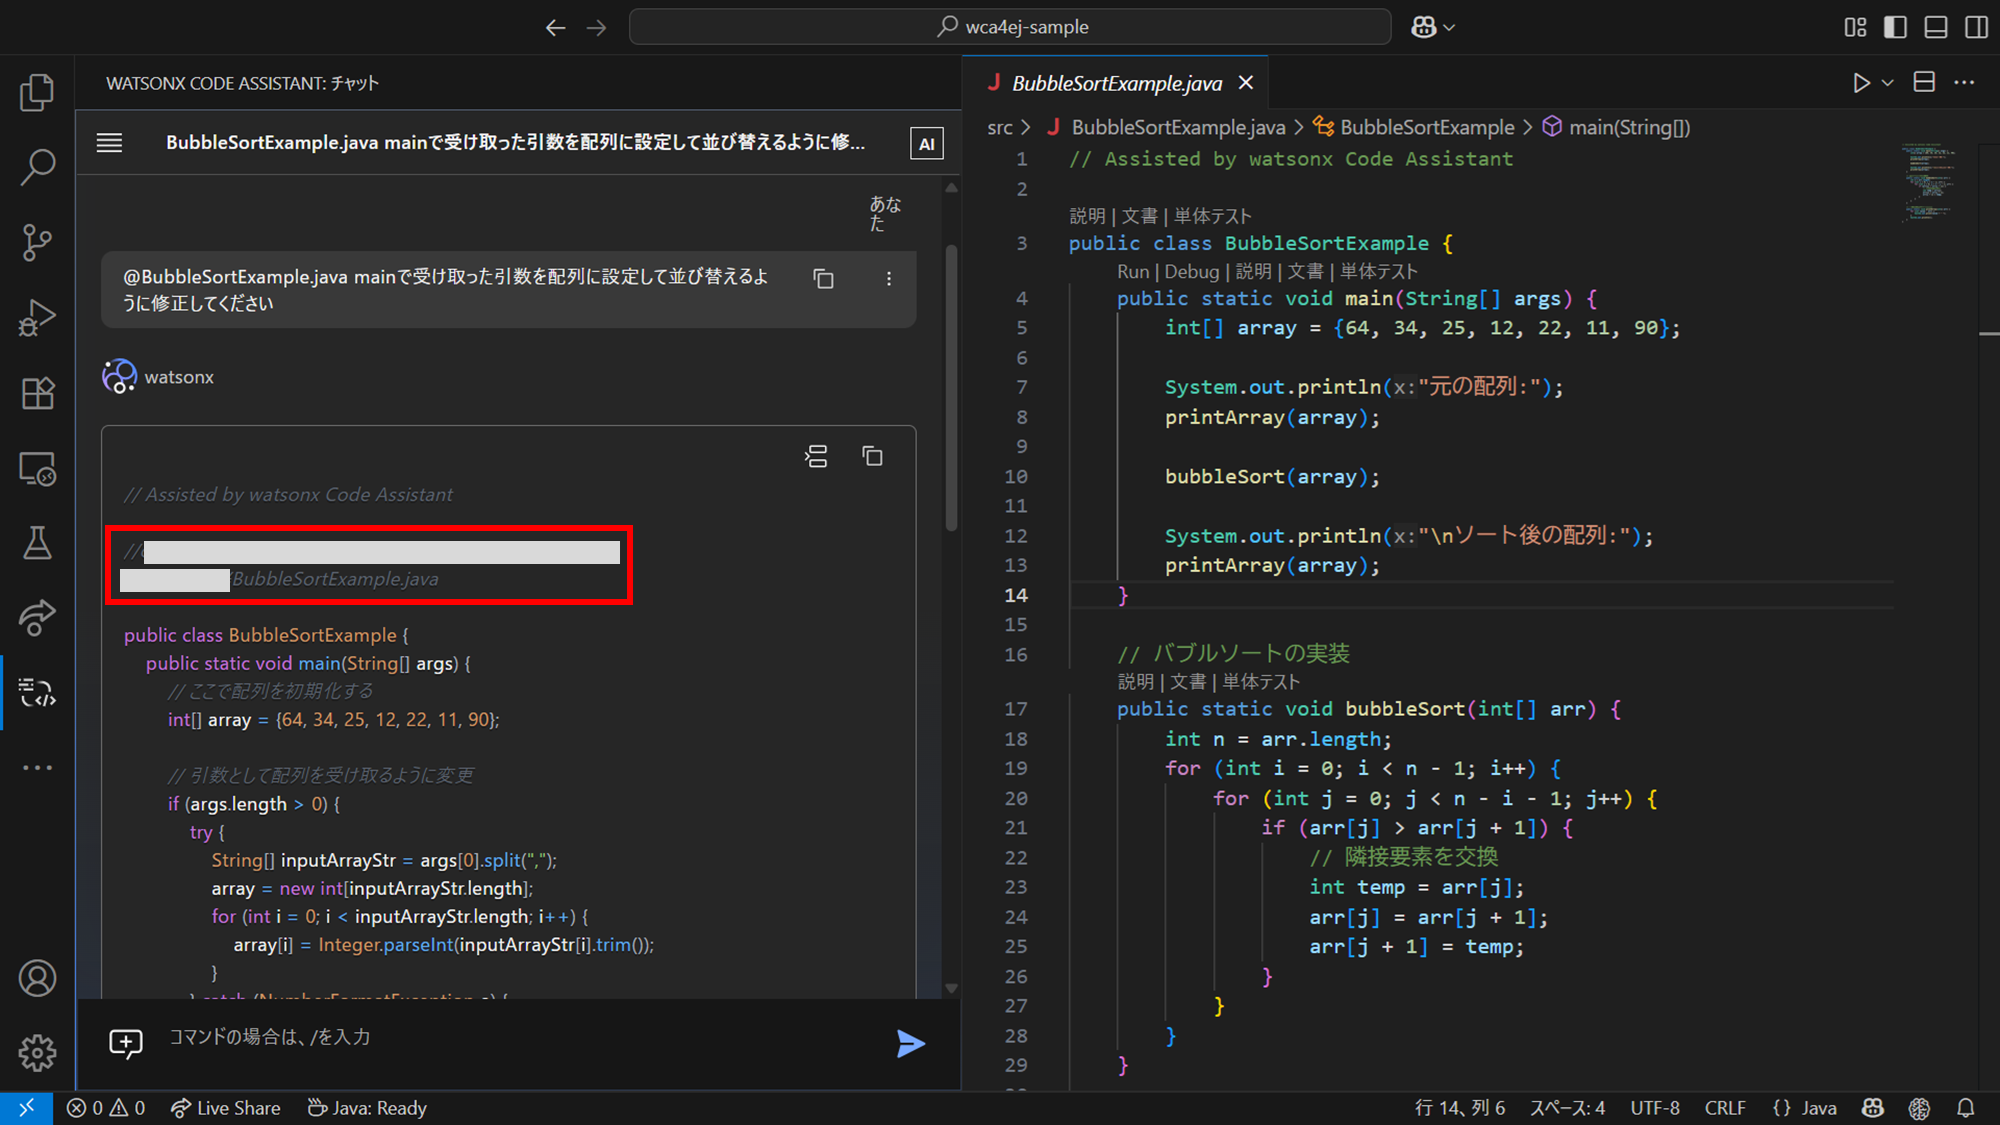 wca4ej-sample
WATSONX CODE ASSISTANT: チャット
BubbleSortExample.java mainで受け取った引数を配列に設定して並び替えるように修...
AI
あな
た
@BubbleSortExample.java mainで受け取った引数を配列に設定して並び替えるよ
うに修正してください
watsonx
// Assisted by watsonx Code Assistant
//
/BubbleSortExample.java
public class BubbleSortExample {
public static void main(String[] args) {
// ここで配列を初期化する
int[] array = {64, 34, 25, 12, 22, 11, 90};
// 引数として配列を受け取るように変更
if (args.length > 0) {
try {
String[] inputArrayStr = args[0].split(",");
array = new int[inputArrayStr.length];
for (int i = 0; i < inputArrayStr.length; i++) {
array[i] = Integer.parseInt(inputArrayStr[i].trim());
}
} catch (NumberFormatException e) {
コマンドの場合は、/を入力
J BubbleSortExample.java
src > J BubbleSortExample.java > BubbleSortExample > main(String[])
1 // Assisted by watsonx Code Assistant
2
説明 | 文書 | 単体テスト
3 public class BubbleSortExample {
Run | Debug | 説明 | 文書 | 単体テスト
4 public static void main(String[] args) {
5 int[] array = {64, 34, 25, 12, 22, 11, 90};
6
7 System.out.println(x:"元の配列:");
8 printArray(array);
9
10 bubbleSort(array);
11
12 System.out.println(x:"\nソート後の配列:");
13 printArray(array);
14 }
15
16 // バブルソートの実装
説明 | 文書 | 単体テスト
17 public static void bubbleSort(int[] arr) {
18 int n = arr.length;
19 for (int i = 0; i < n - 1; i++) {
20 for (int j = 0; j < n - i - 1; j++) {
21 if (arr[j] > arr[j + 1]) {
22 // 隣接要素を交換
23 int temp = arr[j];
24 arr[j] = arr[j + 1];
25 arr[j + 1] = temp;
26 }
27 }
28 }
29 }
0 0 Live Share Java: Ready
行 14、列 6 スペース: 4 UTF-8 CRLF {} Java